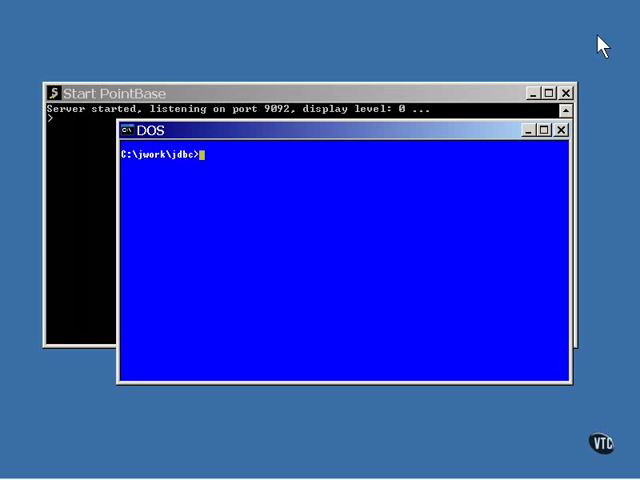 Start PointBase
Server started, listening on port 9092, display level: 0 ...
>
C:\ DOS
C:\jwork\jdbc>
VTC